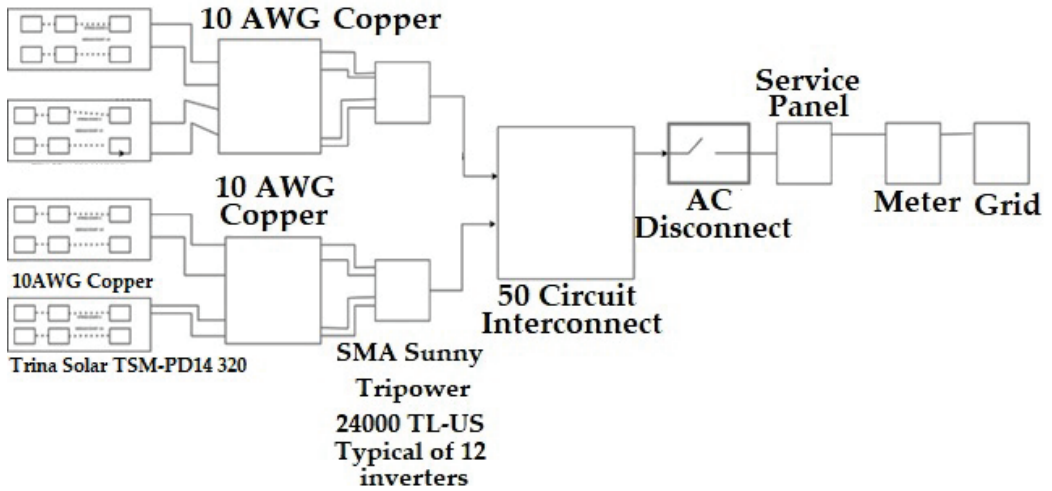 10 AWG Copper
10 AWG
Copper
10AWG Copper
Trina Solar TSM-PD14 320
SMA Sunny
Tripower
24000 TL-US
Typical of 12
inverters
50 Circuit
Interconnect
AC
Disconnect
Service
Panel
Meter
Grid